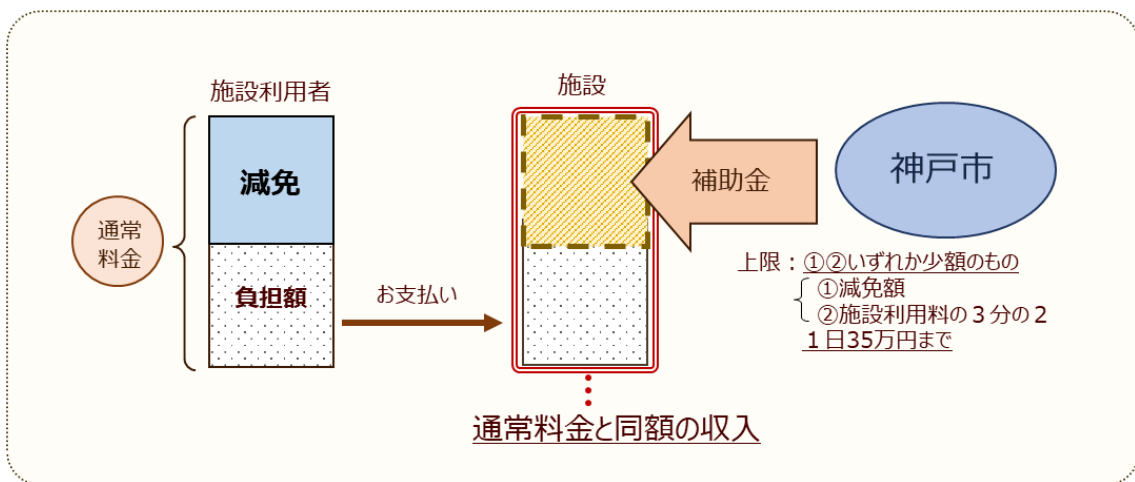 施設利用者
施設
減免
補助金
神戸市
通常
料金
負担額
お支払い
上限：①②いずれか少額のもの
①減免額
②施設利用料の３分の２
１日35万円まで
通常料金と同額の収入